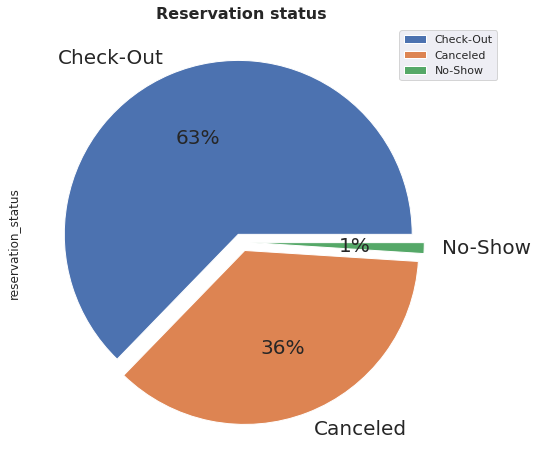 Reservation status
Check-Out
Canceled
No-Show
Check-Out
63%
reservation_status
1%
No-Show
36%
Canceled